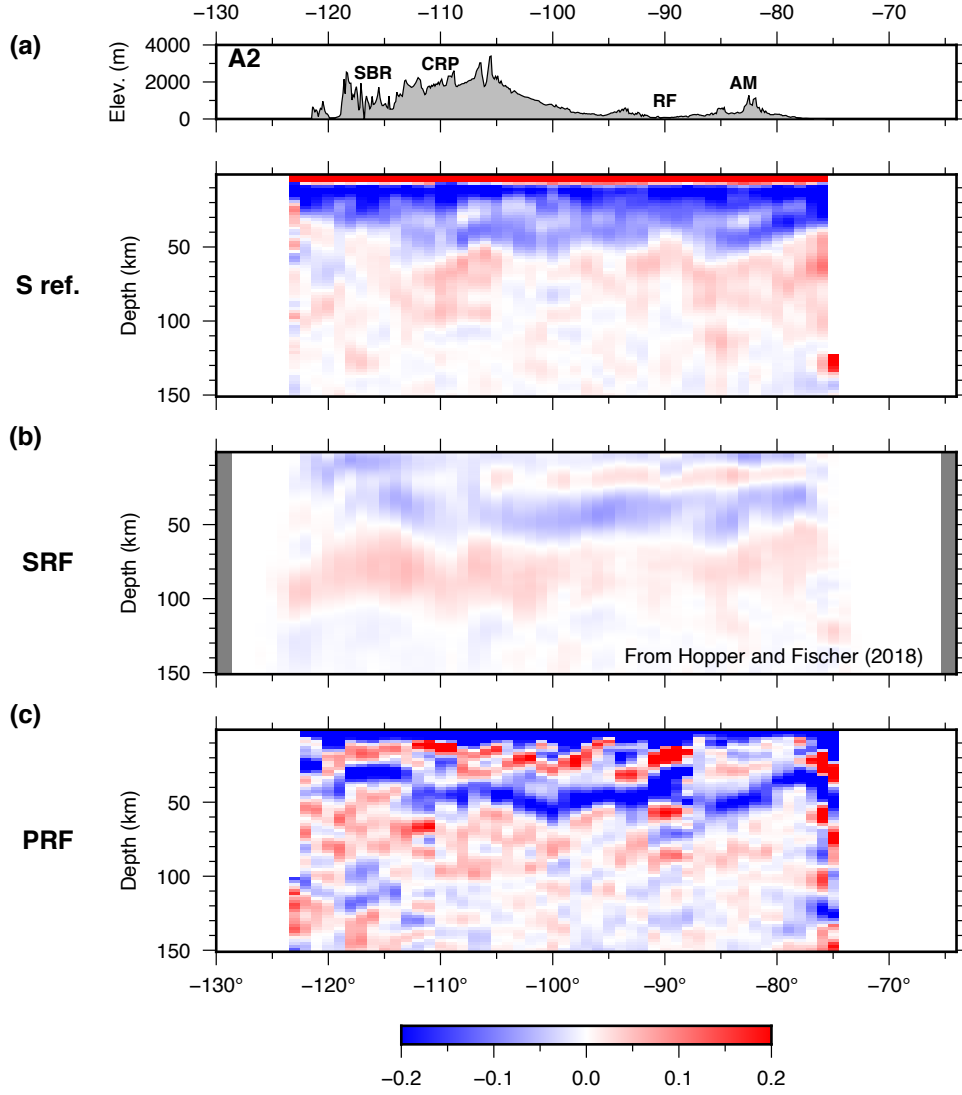 −130 −120 −110 −100 −90 −80 −70
(a)
A2
4000
2000
0
Elev. (m)
SBR CRP RF AM
S ref.
Depth (km)
50
100
150
(b)
SRF
Depth (km)
50
100
150
From Hopper and Fischer (2018)
(c)
PRF
Depth (km)
50
100
150
−130° −120° −110° −100° −90° −80° −70°
−0.2 −0.1 0.0 0.1 0.2